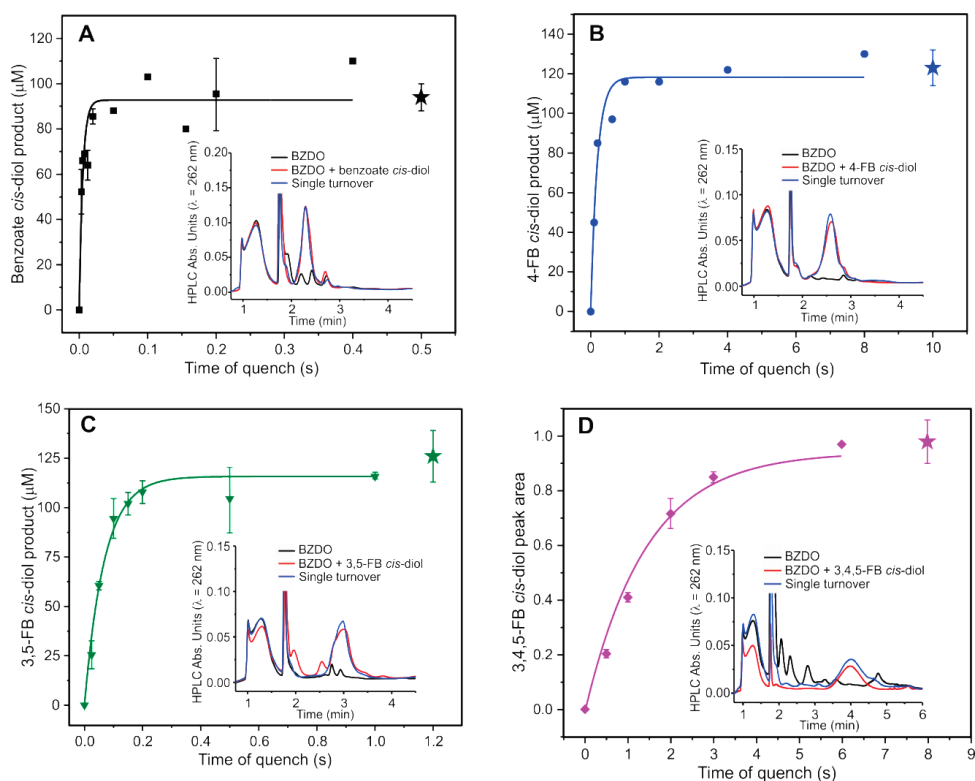 A
Benzoate cis-diol product (µM)
120
100
80
60
40
20
0
0.0 0.1 0.2 0.3 0.4 0.5
Time of quench (s)
HPLC Abs. Units (λ = 262 nm)
0.20
0.15
0.10
0.05
0.00
BZDO
BZDO + benzoate cis-diol
Single turnover
1 2 3 4
Time (min)
B
4-FB cis-diol product (µM)
140
120
100
80
60
40
20
0
0 2 4 6 8 10
Time of quench (s)
HPLC Abs. Units (λ = 262 nm)
0.15
0.10
0.05
0.00
BZDO
BZDO + 4-FB cis-diol
Single turnover
1 2 3 4
Time (min)
C
3,5-FB cis-diol product (µM)
150
125
100
75
50
25
0
0.0 0.2 0.4 0.6 0.8 1.0 1.2
Time of quench (s)
HPLC Abs. Units (λ = 262 nm)
0.15
0.10
0.05
0.00
BZDO
BZDO + 3,5-FB cis-diol
Single turnover
1 2 3 4
Time (min)
D
3,4,5-FB cis-diol peak area
1.0
0.8
0.6
0.4
0.2
0.0
0 1 2 3 4 5 6 7 8 9
Time of quench (s)
HPLC Abs. Units (λ = 262 nm)
0.15
0.10
0.05
0.00
BZDO
BZDO + 3,4,5-FB cis-diol
Single turnover
1 2 3 4 5 6
Time (min)